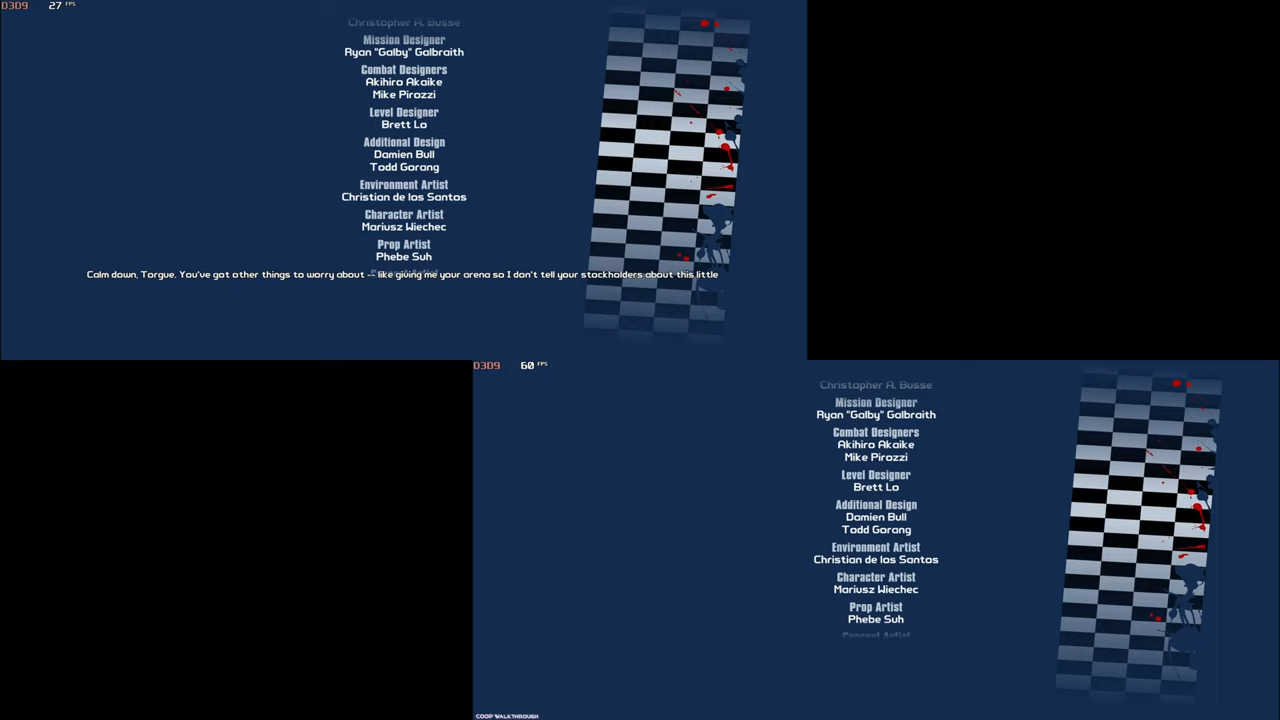 D3D9 27 FPS
Christopher A. Busse
Mission Designer
Ryan "Galby" Galbraith
Combat Designers
Akihiro Akaike
Mike Pirozzi
Level Designer
Brett Lo
Additional Design
Damien Bull
Todd Gorang
Environment Artist
Christian de los Santos
Character Artist
Mariusz Wiechec
Prop Artist
Phebe Suh
Calm down, Torgue. You've got other things to worry about -- like giving me your arena so I don't tell your stockholders about this little
D3D9 60 FPS
Christopher A. Busse
Mission Designer
Ryan "Galby" Galbraith
Combat Designers
Akihiro Akaike
Mike Pirozzi
Level Designer
Brett Lo
Additional Design
Damien Bull
Todd Gorang
Environment Artist
Christian de los Santos
Character Artist
Mariusz Wiechec
Prop Artist
Phebe Suh
Concept Artist
COOP WALKTHROUGH